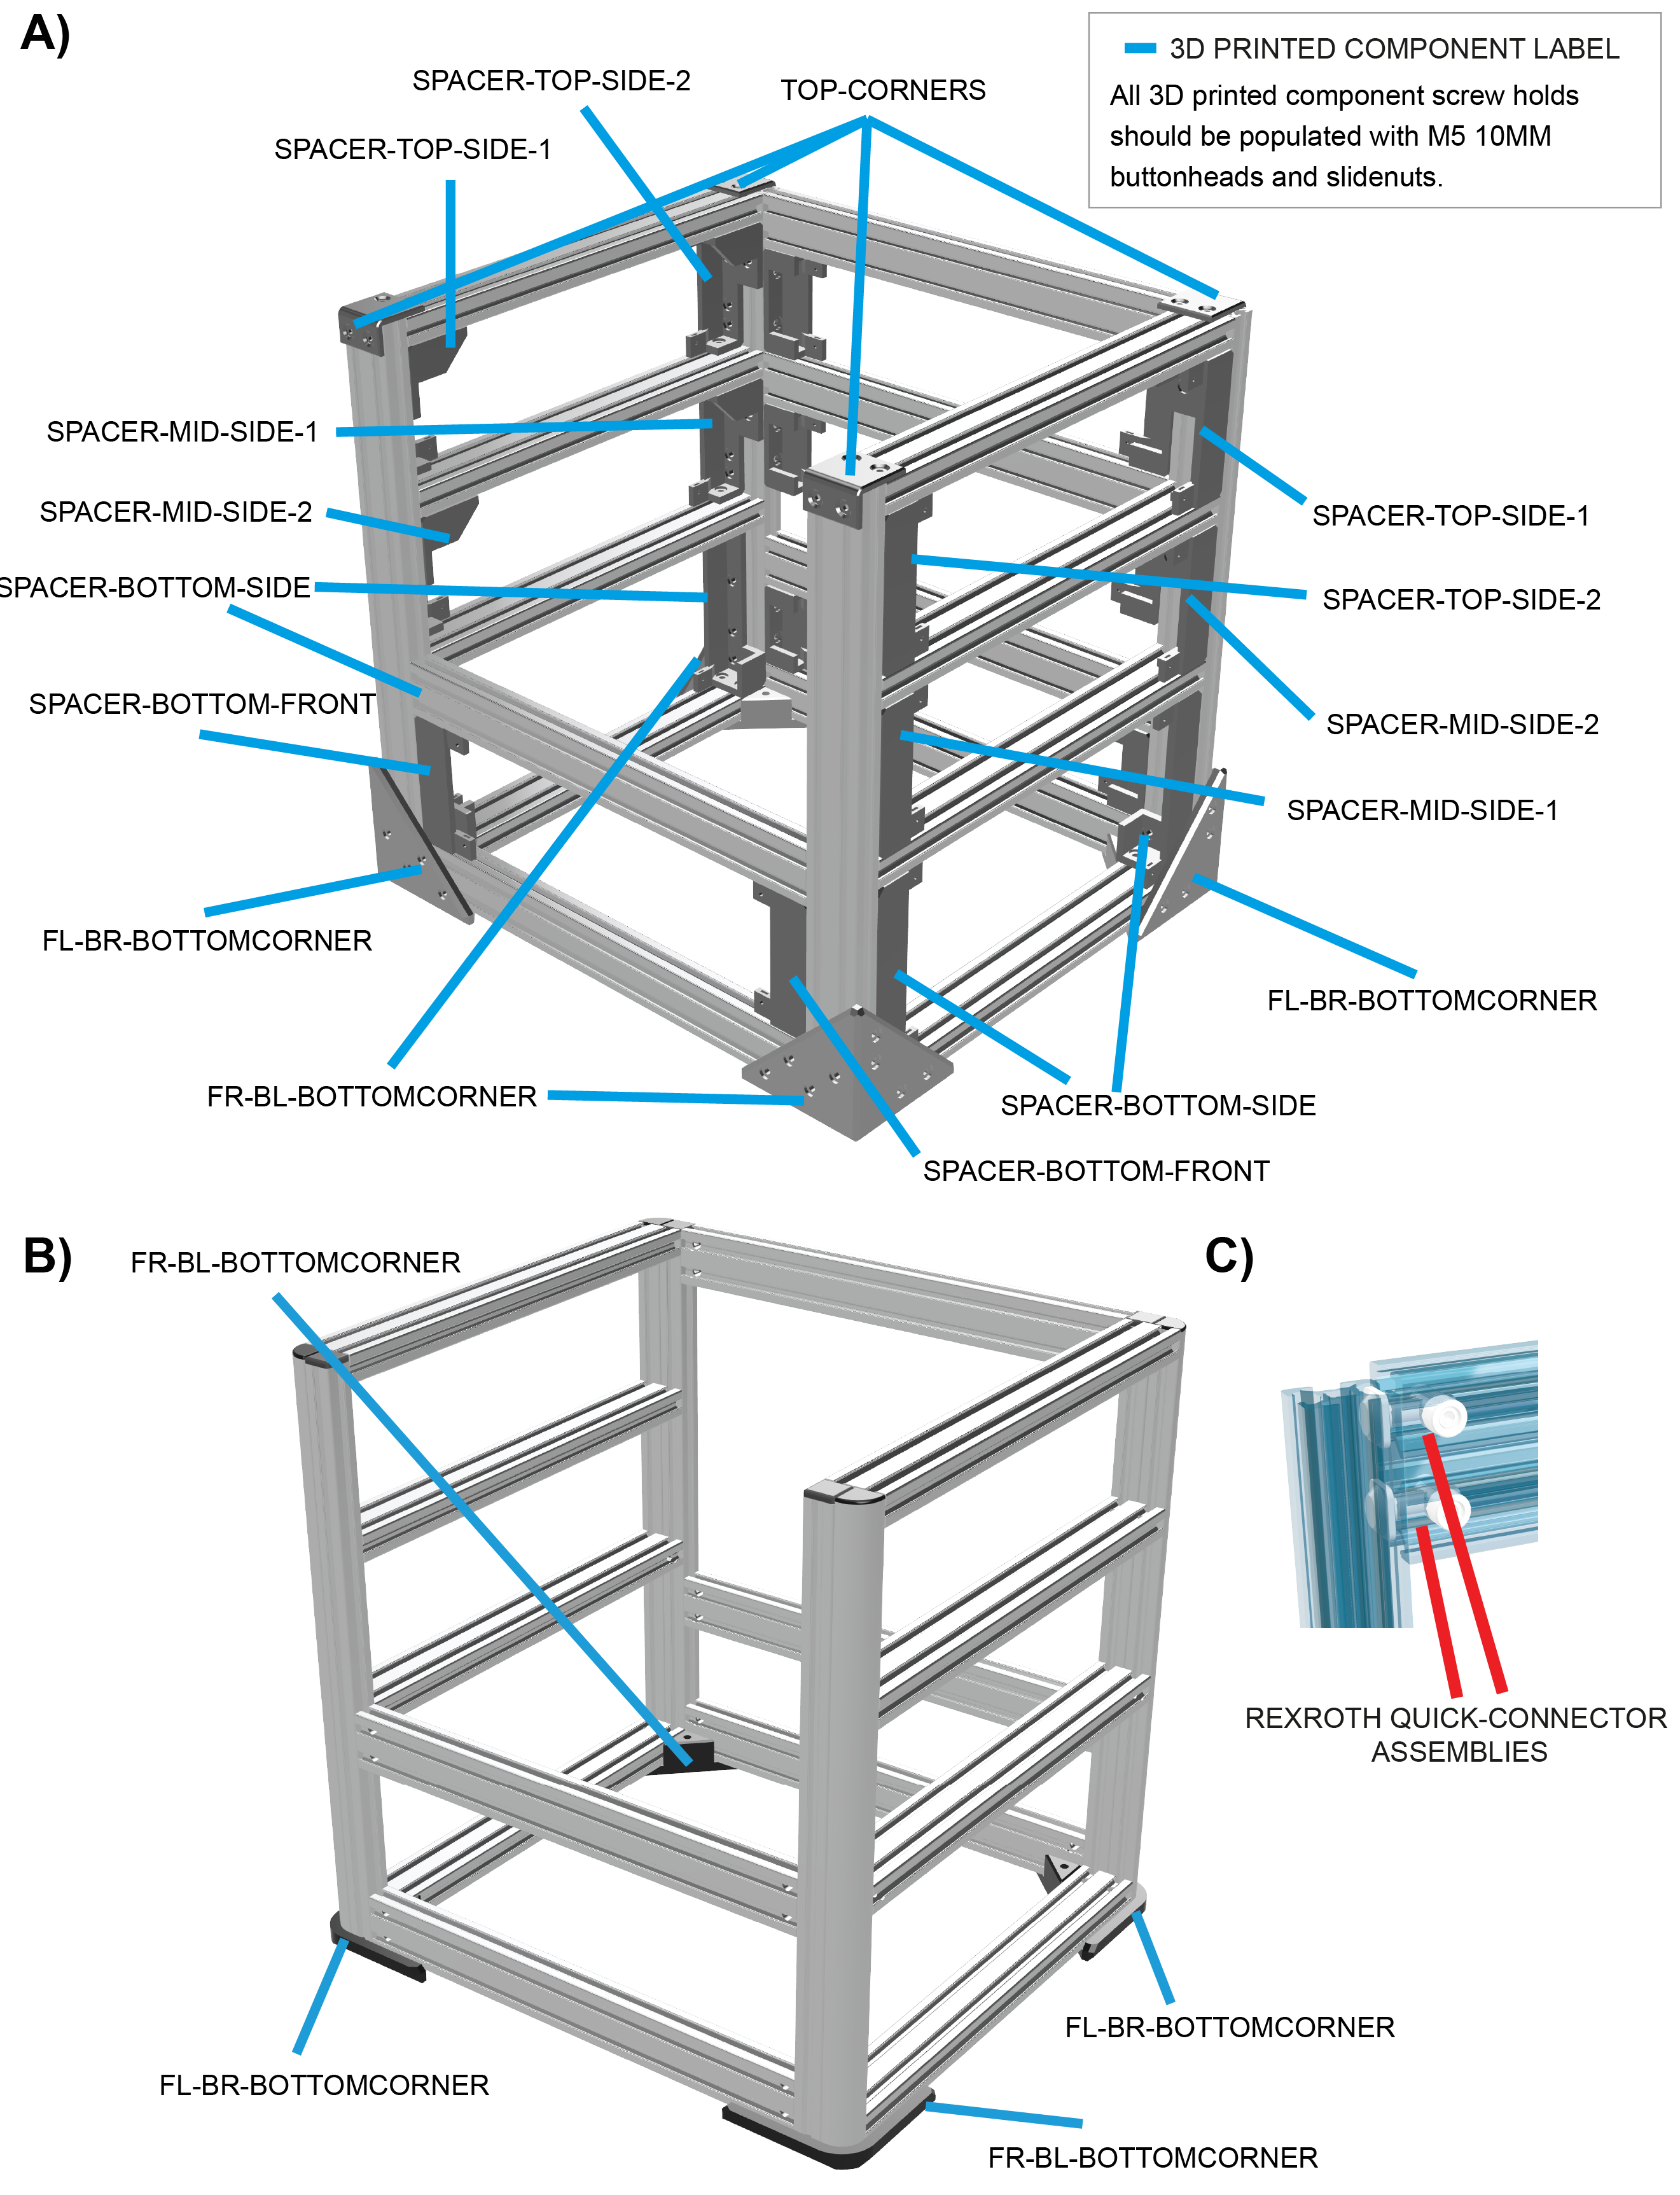 A)
3D PRINTED COMPONENT LABEL
All 3D printed component screw holds
should be populated with M5 10MM
buttonheads and slidenuts.
SPACER-TOP-SIDE-2
TOP-CORNERS
SPACER-TOP-SIDE-1
SPACER-MID-SIDE-1
SPACER-MID-SIDE-2
SPACER-TOP-SIDE-1
SPACER-BOTTOM-SIDE
SPACER-TOP-SIDE-2
SPACER-BOTTOM-FRONT
SPACER-MID-SIDE-2
SPACER-MID-SIDE-1
FL-BR-BOTTOMCORNER
FL-BR-BOTTOMCORNER
FR-BL-BOTTOMCORNER
SPACER-BOTTOM-SIDE
SPACER-BOTTOM-FRONT
B)
FR-BL-BOTTOMCORNER
C)
REXROTH QUICK-CONNECTOR
ASSEMBLIES
FL-BR-BOTTOMCORNER
FL-BR-BOTTOMCORNER
FR-BL-BOTTOMCORNER